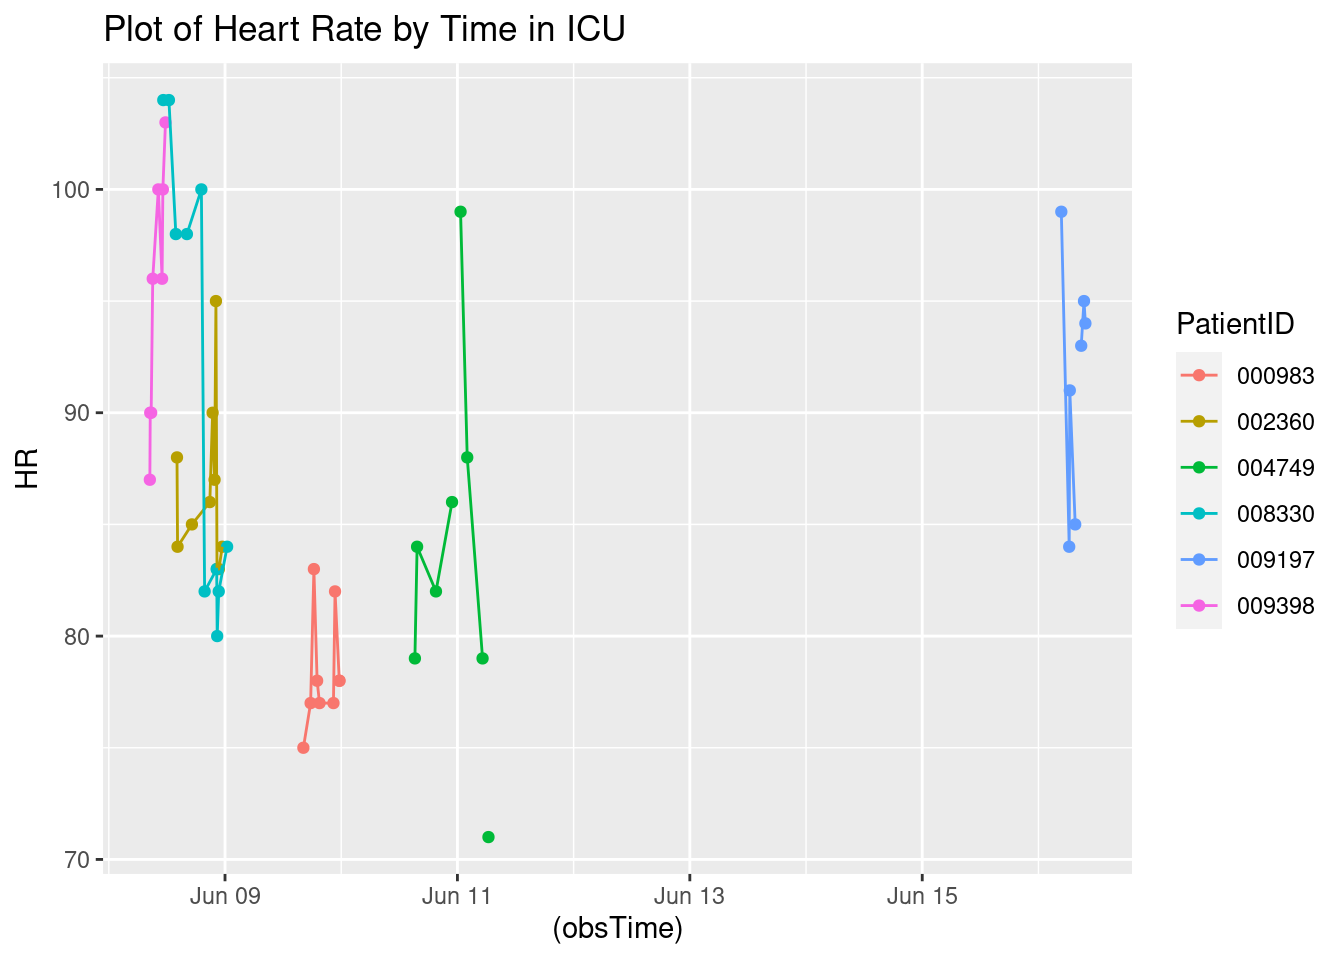 Plot of Heart Rate by Time in ICU
HR
100
90
80
70
Jun 09
Jun 11
Jun 13
Jun 15
(obsTime)
PatientID
000983
002360
004749
008330
009197
009398